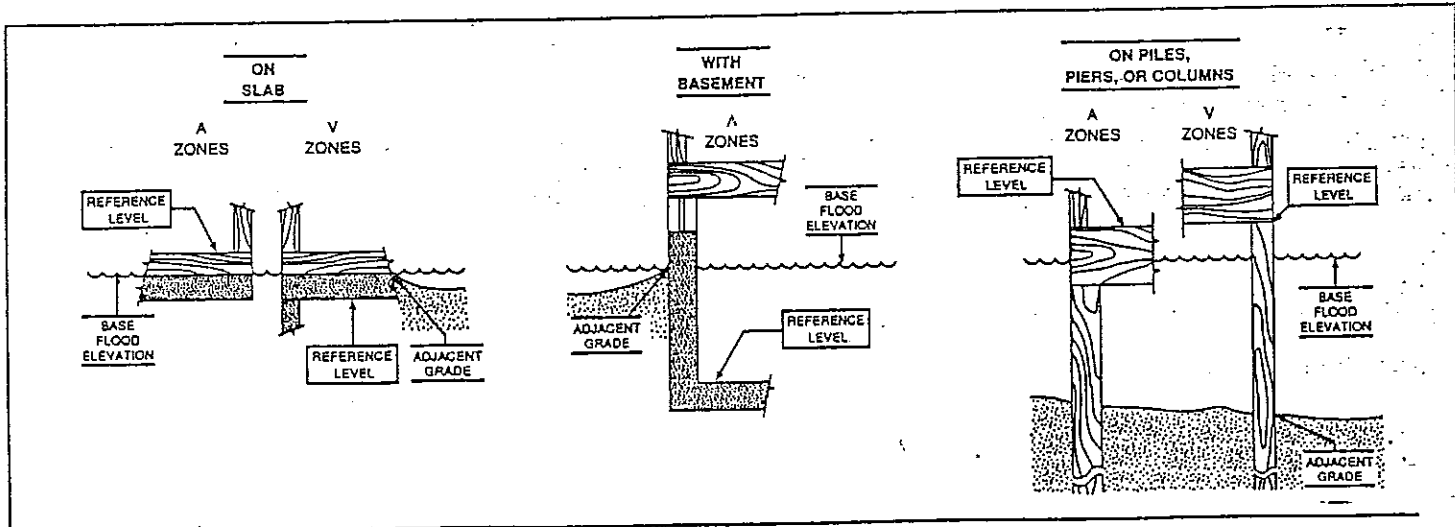 ON
SLAB
A
ZONES
V
ZONES
REFERENCE
LEVEL
BASE
FLOOD
ELEVATION
REFERENCE
LEVEL
ADJACENT
GRADE
WITH
BASEMENT
A
ZONES
BASE
FLOOD
ELEVATION
ADJACENT
GRADE
REFERENCE
LEVEL
ON PILES,
PIERS, OR COLUMNS
A
ZONES
V
ZONES
REFERENCE
LEVEL
REFERENCE
LEVEL
BASE
FLOOD
ELEVATION
ADJACENT
GRADE